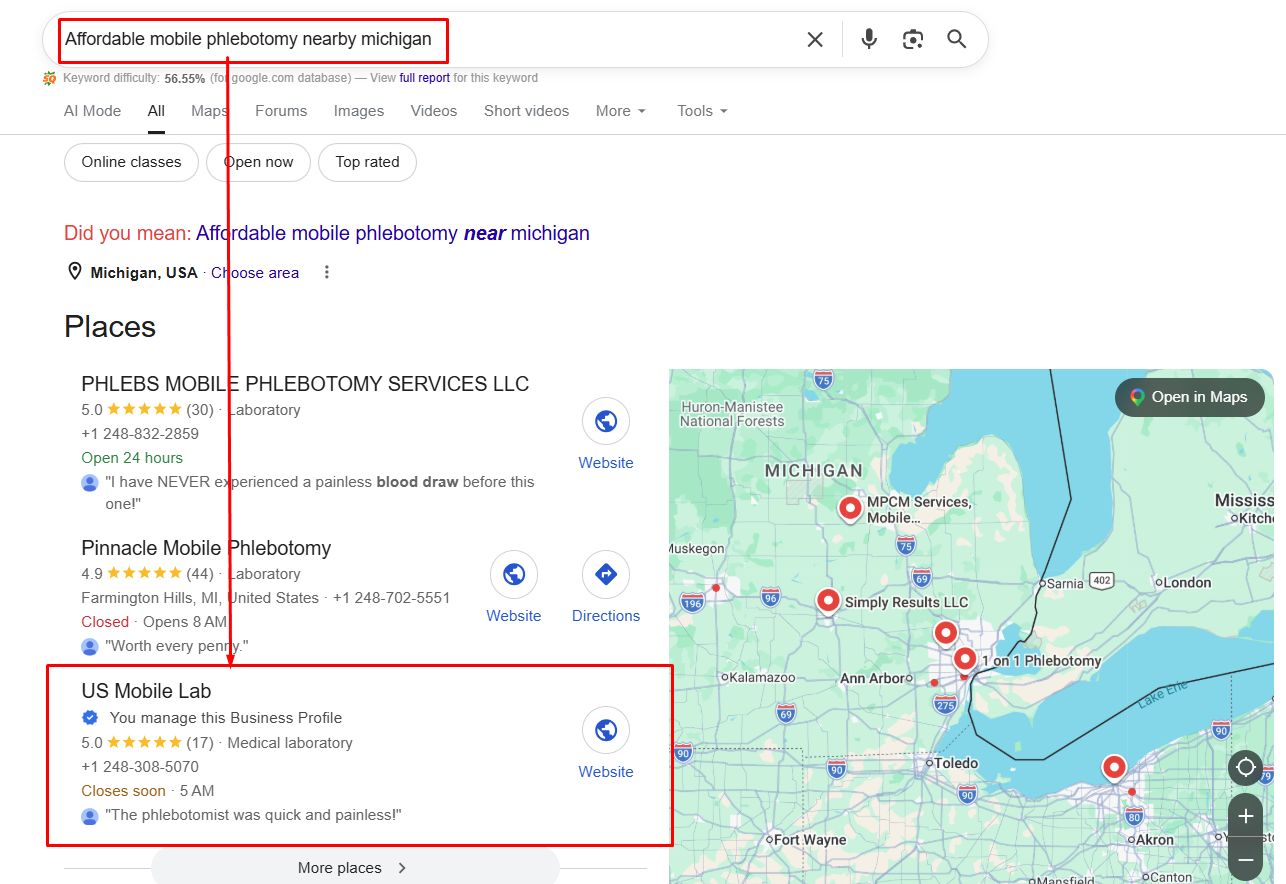 Affordable mobile phlebotomy nearby michigan
Keyword difficulty: 56.55% (for google.com database) — View full report for this keyword
AI Mode All Maps Forums Images Videos Short videos More Tools
Online classes Open now Top rated
Did you mean: Affordable mobile phlebotomy near michigan
Michigan, USA · Choose area
Places
PHLEBS MOBILE PHLEBOTOMY SERVICES LLC
5.0 (30) · Laboratory
+1 248-832-2859
Open 24 hours
"I have NEVER experienced a painless blood draw before this
one!"
Website
Pinnacle Mobile Phlebotomy
4.9 (44) · Laboratory
Farmington Hills, MI, United States · +1 248-702-5551
Closed · Opens 8 AM
"Worth every penny."
Website
Directions
US Mobile Lab
You manage this Business Profile
5.0 (17) · Medical laboratory
+1 248-308-5070
Closes soon · 5 AM
"The phlebotomist was quick and painless!"
Website
More places
Open in Maps
75
Huron-Manistee
National Forests
MICHIGAN
MPCM Services,
Mobile...
Mississ
Kitche
75
Muskegon
69
Sarnia
402
London
196
96
Simply Results LLC
1 on 1 Phlebotomy
Kalamazoo
Ann Arbor
275
69
Lake Erie
90
90
Toledo
90
90
79
80
Fort Wayne
Akron
Canton
Mansfield